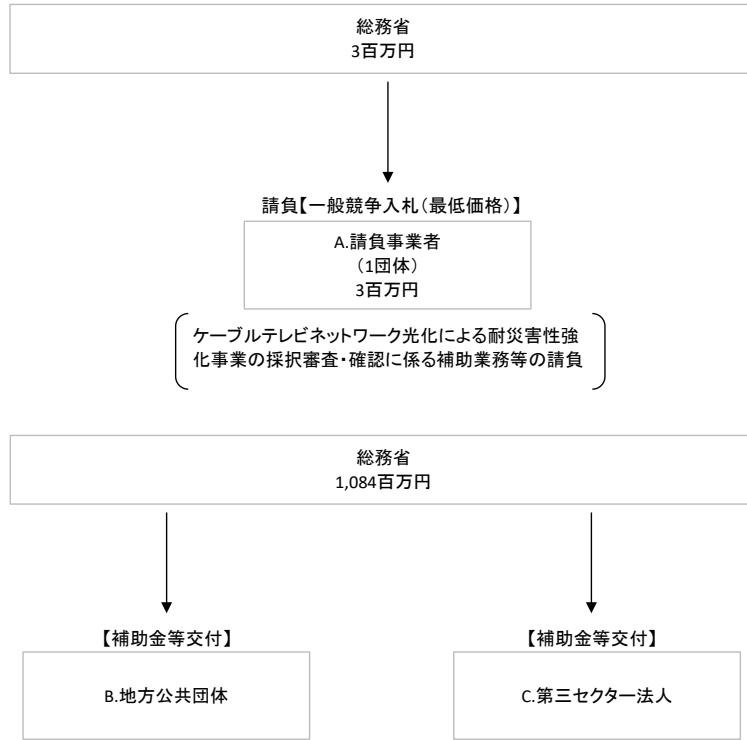 総務省
3百万円
請負【一般競争入札(最低価格)】
A.請負事業者
(1団体)
3百万円
ケーブルテレビネットワーク光化による耐災害性強
化事業の採択審査・確認に係る補助業務等の請負
総務省
1,084百万円
【補助金等交付】
【補助金等交付】
B.地方公共団体
C.第三セクター法人